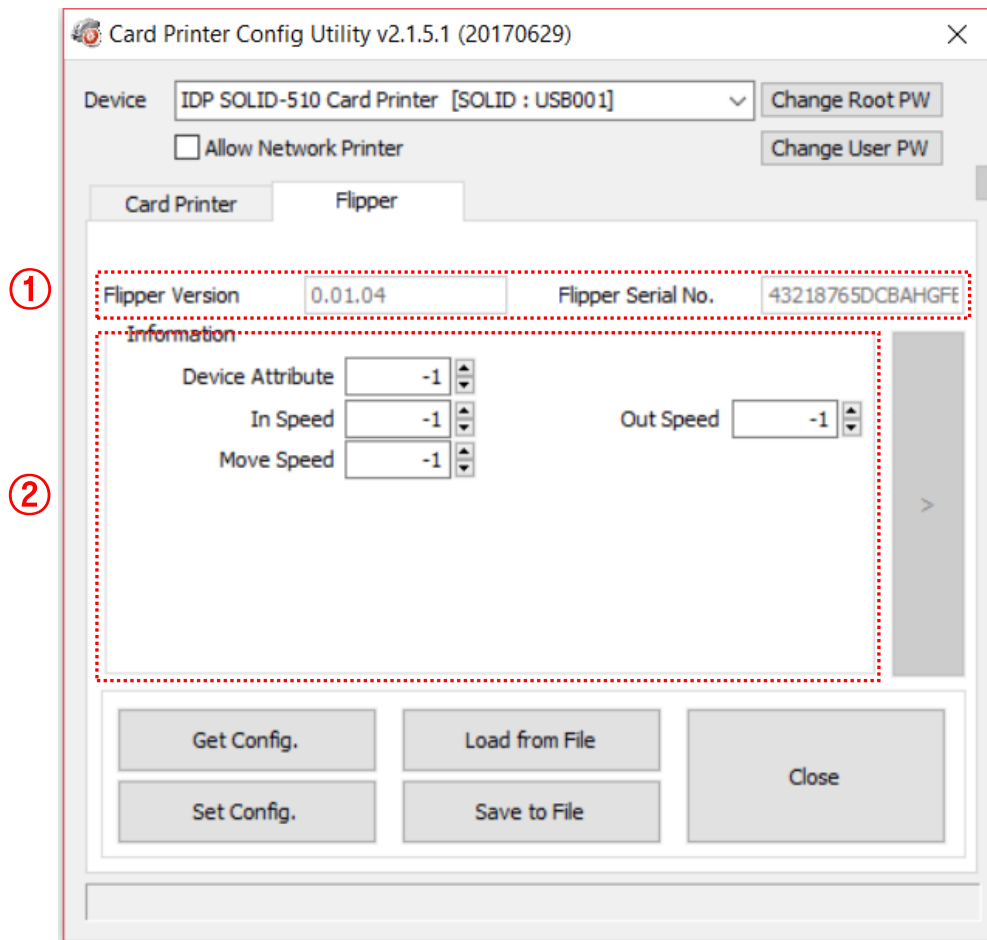 Card Printer Config Utility v2.1.5.1 (20170629)
Device IDP SOLID-510 Card Printer [SOLID : USB001] Change Root PW
Allow Network Printer Change User PW
Card Printer Flipper
① Flipper Version 0.01.04 Flipper Serial No. 43218765DCBAHGFE
Information
Device Attribute -1
In Speed -1 Out Speed -1
Move Speed -1
② >
Get Config. Load from File
Close
Set Config. Save to File